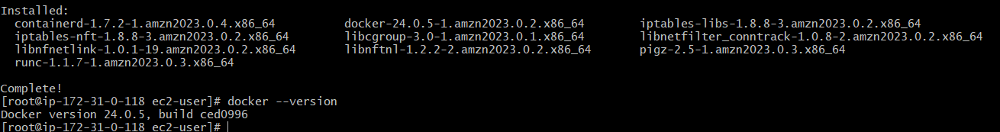 Installed:
containerd-1.7.2-1.amzn2023.0.4.x86_64 docker-24.0.5-1.amzn2023.0.2.x86_64 iptables-libs-1.8.8-3.amzn2023.0.2.x86_64
iptables-nft-1.8.8-3.amzn2023.0.2.x86_64 libcgroup-3.0-1.amzn2023.0.1.x86_64 libnetfilter_conntrack-1.0.8-2.amzn2023.0.2.x86_64
libnfnetlink-1.0.1-19.amzn2023.0.2.x86_64 libnftnl-1.2.2-2.amzn2023.0.2.x86_64 pigz-2.5-1.amzn2023.0.3.x86_64
runc-1.1.7-1.amzn2023.0.3.x86_64
Complete!
[root@ip-172-31-0-118 ec2-user]# docker --version
Docker version 24.0.5, build ced0996
[root@ip-172-31-0-118 ec2-user]#